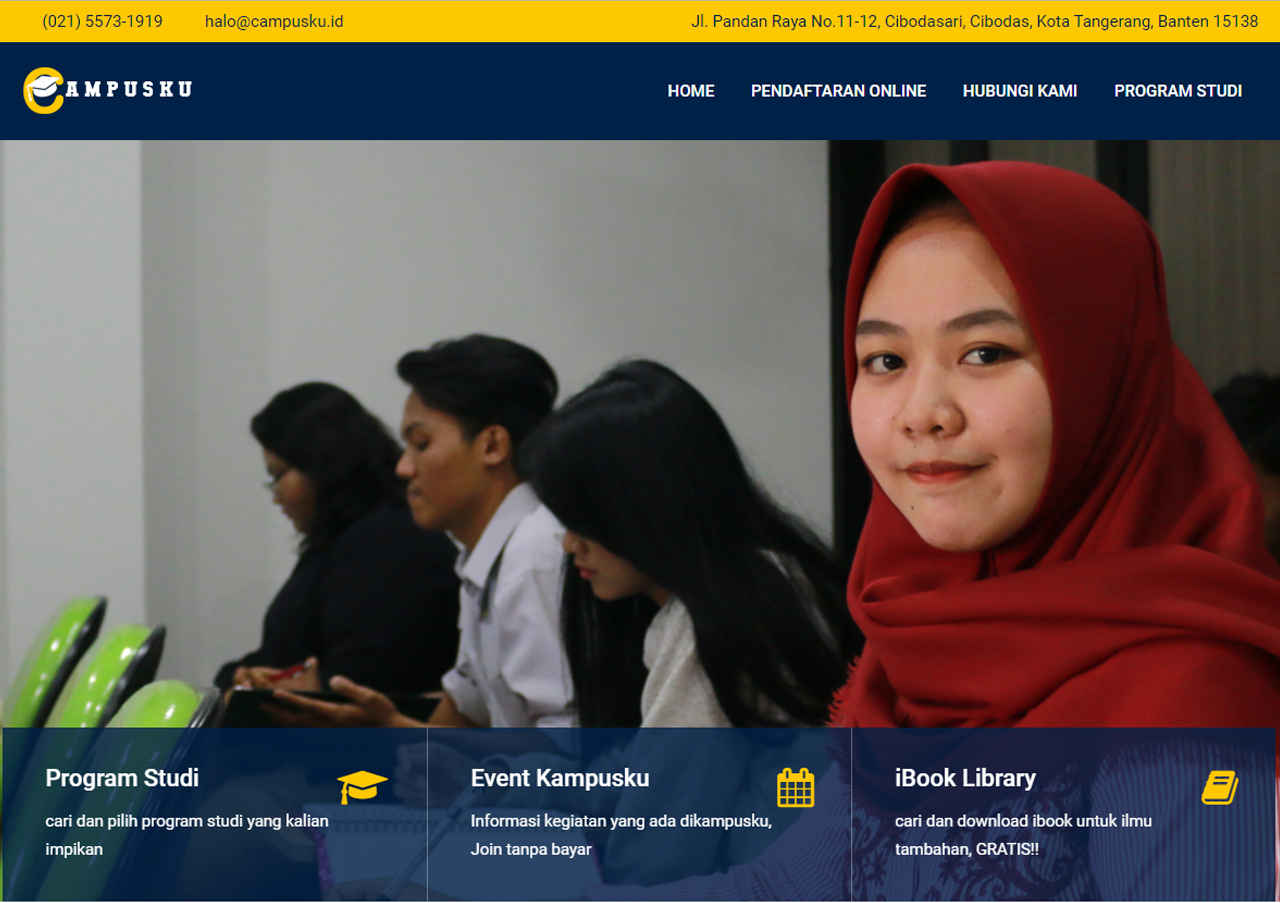 (021) 5573-1919 halo@campusku.id Jl. Pandan Raya No.11-12, Cibodasari, Cibodas, Kota Tangerang, Banten 15138
CAMPUSKU HOME PENDAFTARAN ONLINE HUBUNGI KAMI PROGRAM STUDI
Program Studi
cari dan pilih program studi yang kalian
impikan
Event Kampusku
Informasi kegiatan yang ada dikampusku,
Join tanpa bayar
iBook Library
cari dan download ibook untuk ilmu
tambahan, GRATIS!!